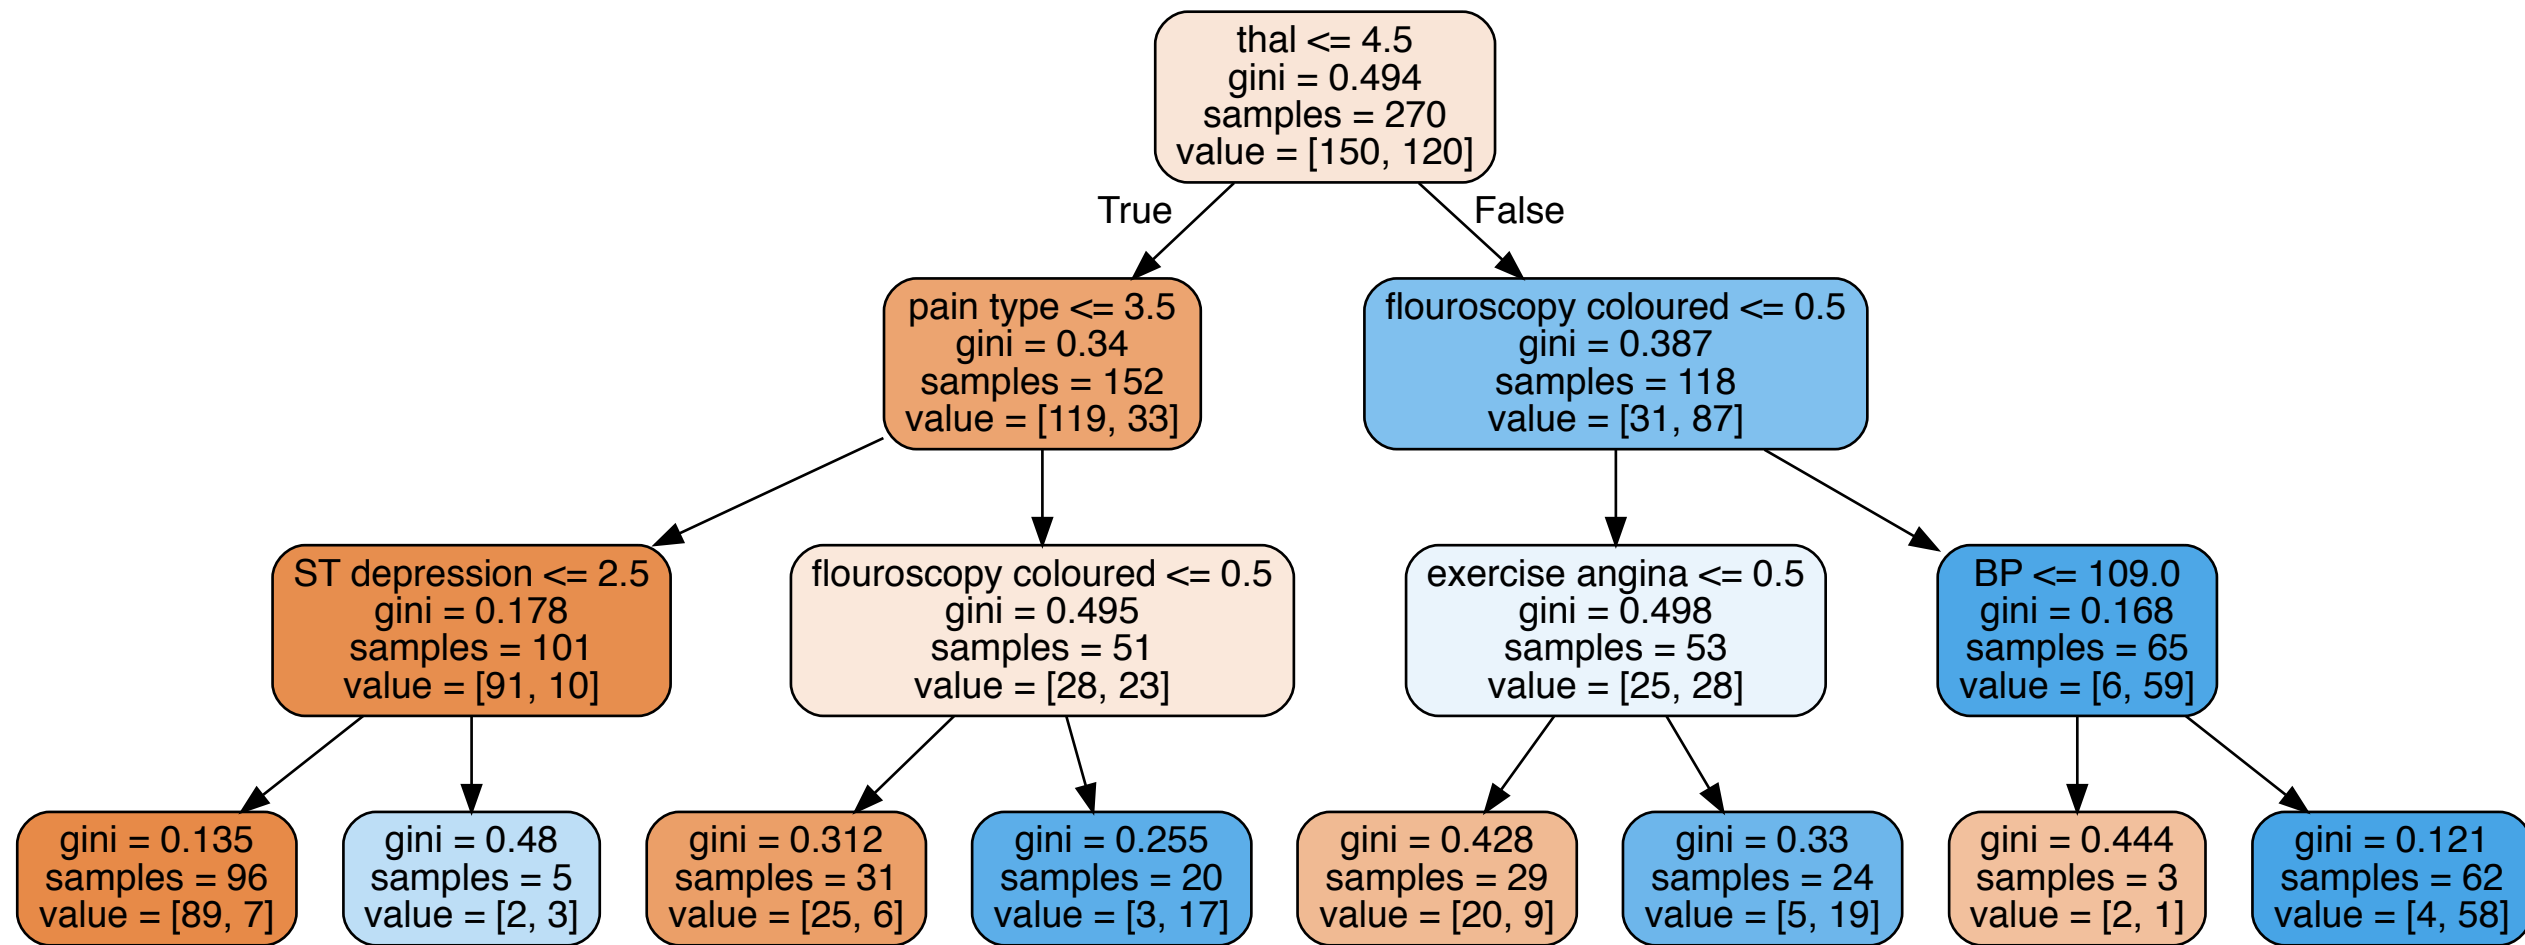 thal <= 4.5
gini = 0.494
samples = 270
value = [150, 120]
True
False
pain type <= 3.5
gini = 0.34
samples = 152
value = [119, 33]
flouroscopy coloured <= 0.5
gini = 0.387
samples = 118
value = [31, 87]
ST depression <= 2.5
gini = 0.178
samples = 101
value = [91, 10]
flouroscopy coloured <= 0.5
gini = 0.495
samples = 51
value = [28, 23]
exercise angina <= 0.5
gini = 0.498
samples = 53
value = [25, 28]
BP <= 109.0
gini = 0.168
samples = 65
value = [6, 59]
gini = 0.135
samples = 96
value = [89, 7]
gini = 0.48
samples = 5
value = [2, 3]
gini = 0.312
samples = 31
value = [25, 6]
gini = 0.255
samples = 20
value = [3, 17]
gini = 0.428
samples = 29
value = [20, 9]
gini = 0.33
samples = 24
value = [5, 19]
gini = 0.444
samples = 3
value = [2, 1]
gini = 0.121
samples = 62
value = [4, 58]